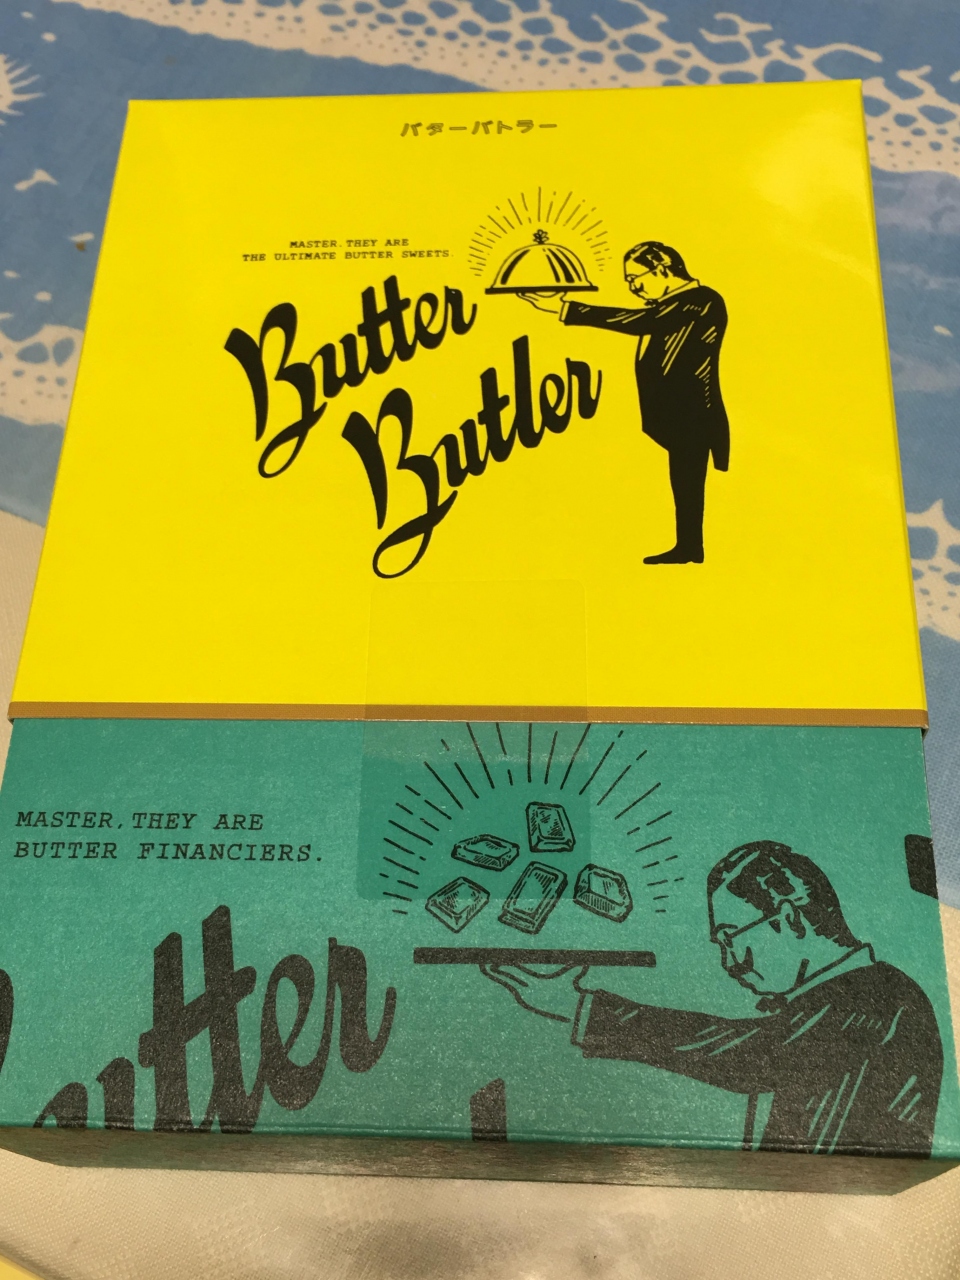 バターバトラー
MASTER, THEY ARE
THE ULTIMATE BUTTER SWEETS.
Butter
Butler
MASTER, THEY ARE
BUTTER FINANCIERS.
utter